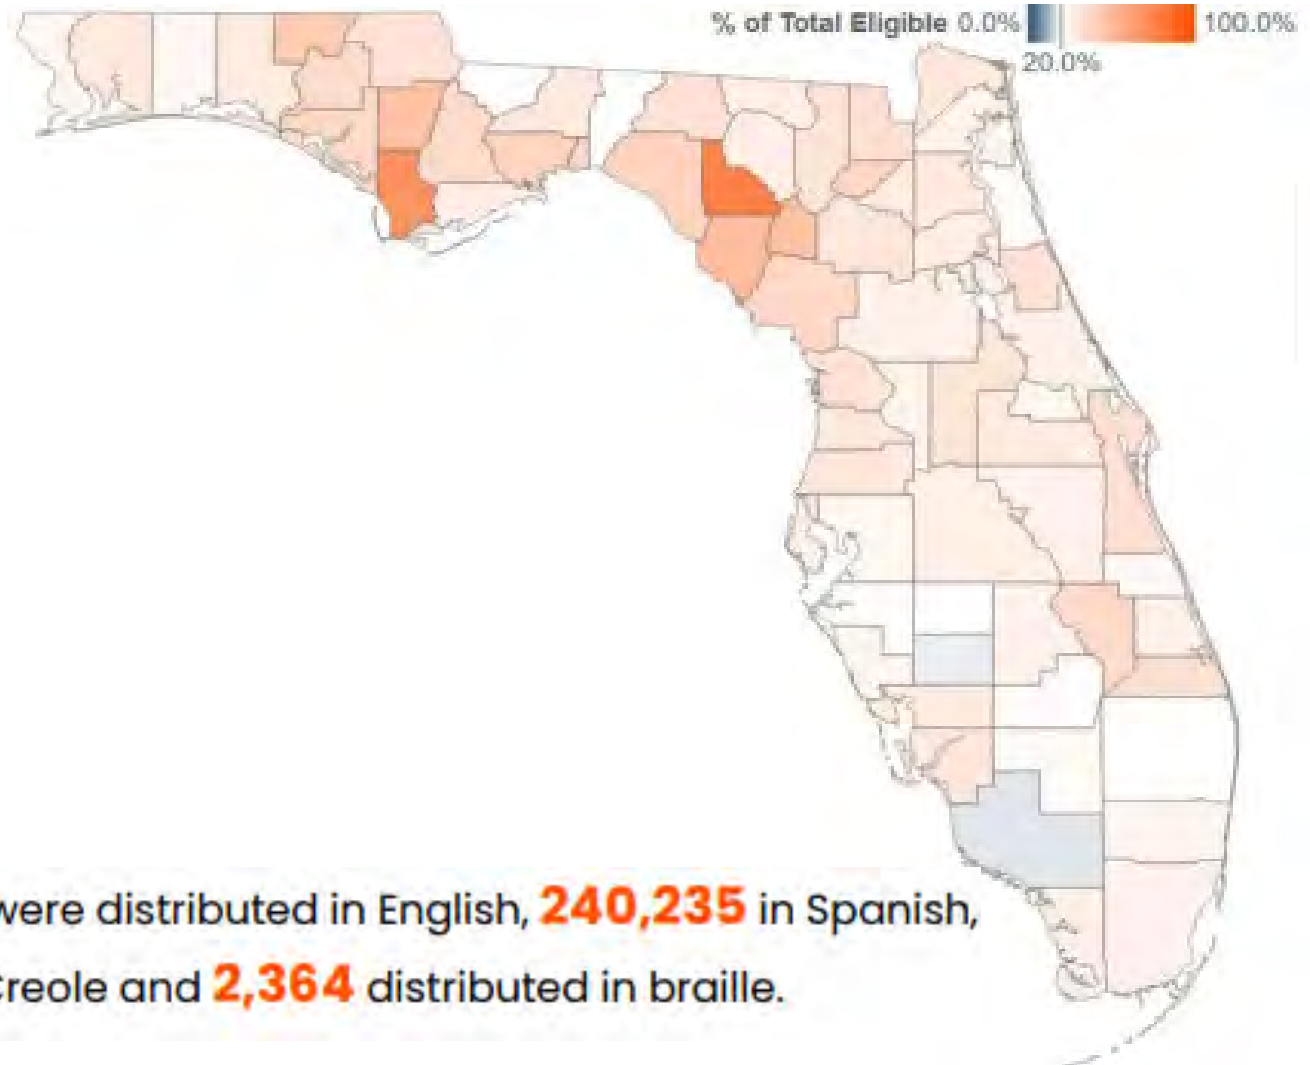 % of Total Eligible 0.0% 100.0%
20.0%
were distributed in English, 240,235 in Spanish,
Creole and 2,364 distributed in braille.